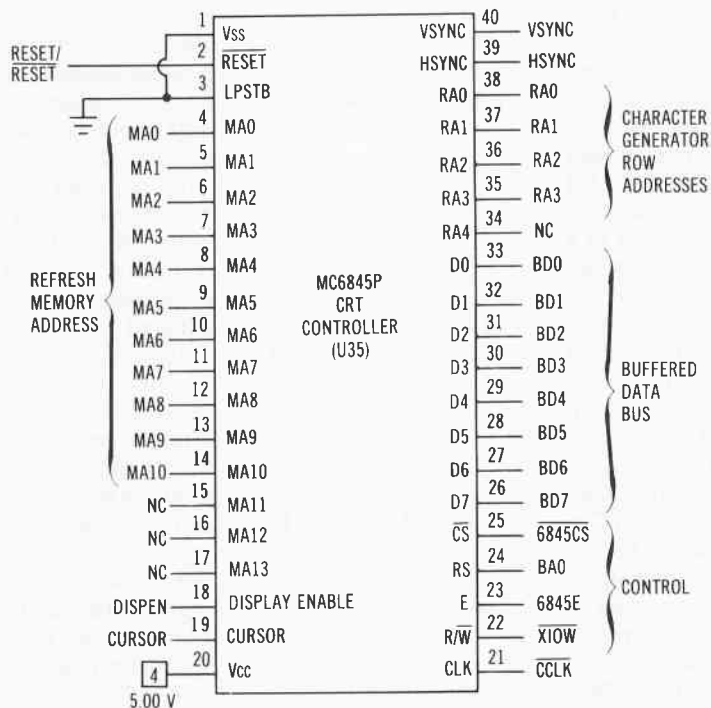 1 Vss VSYNC 40 VSYNC
RESET/
RESET 2 RESET HSYNC 39 HSYNC
3 LPSTB RA0 38 RA0
MA0 4 MA0 RA1 37 RA1
MA1 5 MA1 RA2 36 RA2
MA2 6 MA2 RA3 35 RA3
CHARACTER
GENERATOR
ROW
ADDRESSES
MA3 7 MA3 RA4 34 NC
MA4 8 MA4 D0 33 BD0
MA5 9 MA5 D1 32 BD1
MA6 10 MA6 D2 31 BD2
MA7 11 MA7 D3 30 BD3
MA8 12 MA8 D4 29 BD4
MA9 13 MA9 D5 28 BD5
MA10 14 MA10 D6 27 BD6
REFRESH
MEMORY
ADDRESS
MC6845P
CRT
CONTROLLER
(U35)
NC 15 MA11 D7 26 BD7
BUFFERED
DATA
BUS
NC 16 MA12 CS 25 6845CS
NC 17 MA13 RS 24 BA0
DISPEN 18 DISPLAY ENABLE E 23 6845E
CURSOR 19 CURSOR R/W 22 XIOW
CONTROL
4 20 Vcc CLK 21 CCLK
5.00 V